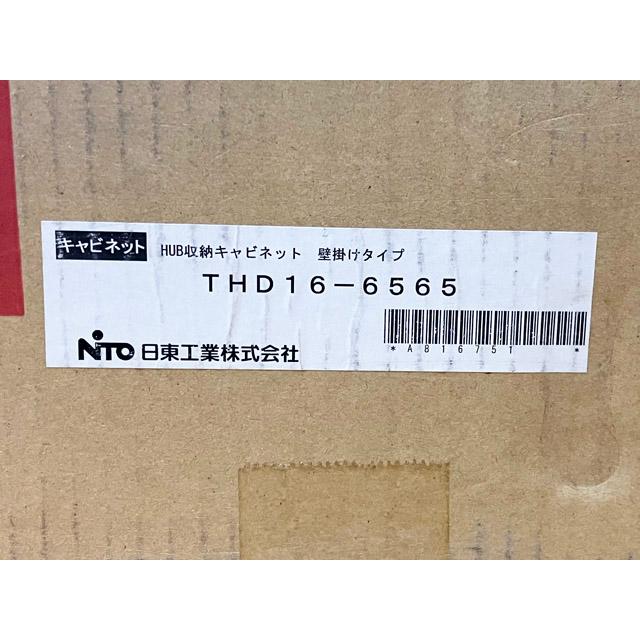 キャビネット HUB収納キャビネット 壁掛けタイプ
THD16-6565
NITO 日東工業株式会社
*A816751 *